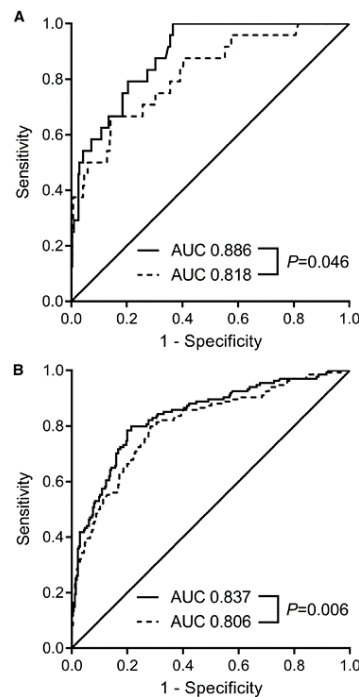 A
1.0
0.8
0.6
0.4
0.2
0.0
Sensitivity
AUC 0.886
AUC 0.818
P=0.046
0.0 0.2 0.4 0.6 0.8 1.0
1 - Specificity
B
1.0
0.8
0.6
0.4
0.2
0.0
Sensitivity
AUC 0.837
AUC 0.806
P=0.006
0.0 0.2 0.4 0.6 0.8 1.0
1 - Specificity